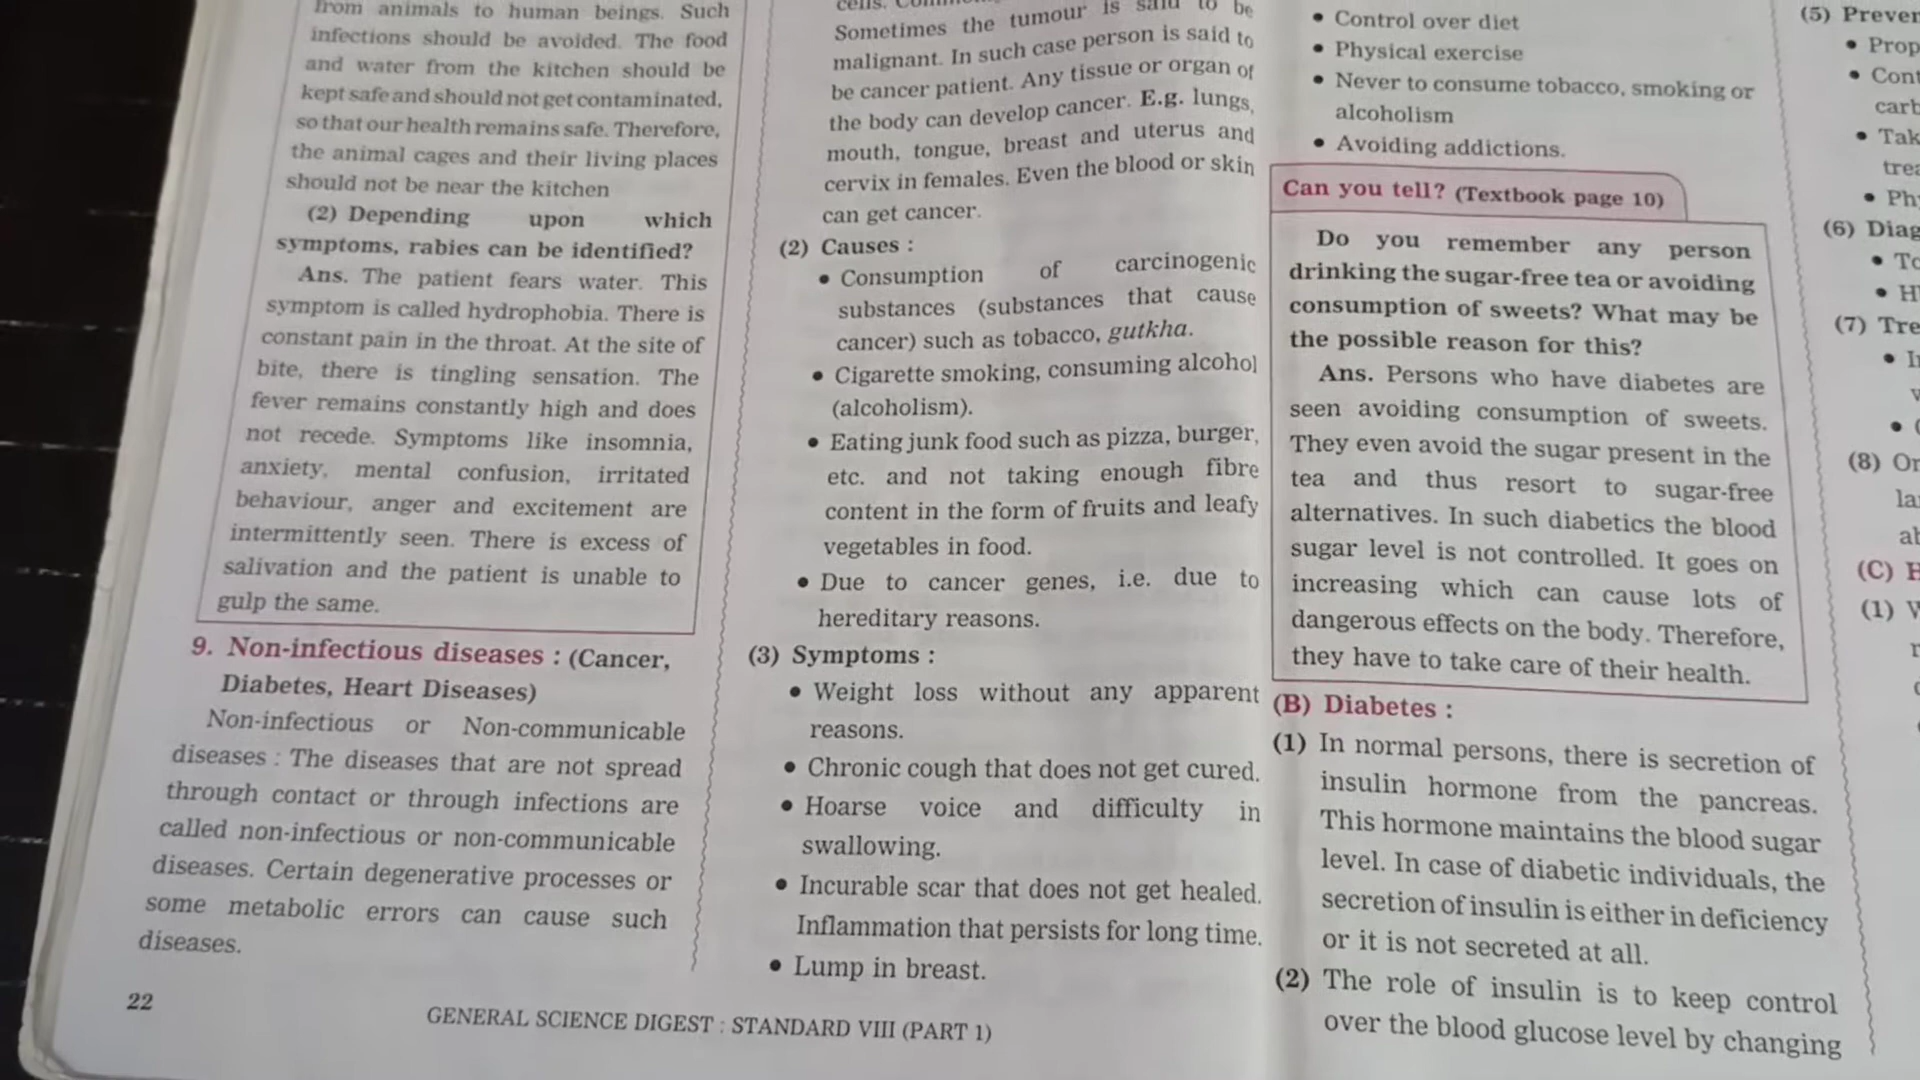 from animals to human beings. Such
infections should be avoided. The food
and water from the kitchen should be
kept safe and should not get contaminated,
so that our health remains safe. Therefore,
the animal cages and their living places
should not be near the kitchen
(2) Depending upon which
symptoms, rabies can be identified?
Ans. The patient fears water. This
symptom is called hydrophobia. There is
constant pain in the throat. At the site of
bite, there is tingling sensation. The
fever remains constantly high and does
not recede. Symptoms like insomnia,
anxiety, mental confusion, irritated
behaviour, anger and excitement are
intermittently seen. There is excess of
salivation and the patient is unable to
gulp the same.
9. Non-infectious diseases : (Cancer,
Diabetes, Heart Diseases)
Non-infectious or Non-communicable
diseases : The diseases that are not spread
through contact or through infections are
called non-infectious or non-communicable
diseases. Certain degenerative processes or
some metabolic errors can cause such
diseases.
22
GENERAL SCIENCE DIGEST : STANDARD VIII (PART 1)
cells.
Sometimes the tumour is said to be
malignant. In such case person is said to
be cancer patient. Any tissue or organ of
the body can develop cancer. E.g. lungs,
mouth, tongue, breast and uterus and
cervix in females. Even the blood or skin
can get cancer.
(2) Causes :
• Consumption of carcinogenic
substances (substances that cause
cancer) such as tobacco, gutkha.
• Cigarette smoking, consuming alcohol
(alcoholism).
• Eating junk food such as pizza, burger,
etc. and not taking enough fibre
content in the form of fruits and leafy
vegetables in food.
• Due to cancer genes, i.e. due to
hereditary reasons.
(3) Symptoms :
• Weight loss without any apparent
reasons.
• Chronic cough that does not get cured.
• Hoarse voice and difficulty in
swallowing.
• Incurable scar that does not get healed.
Inflammation that persists for long time.
• Lump in breast.
• Control over diet
• Physical exercise
• Never to consume tobacco, smoking or
alcoholism
• Avoiding addictions.
Can you tell? (Textbook page 10)
Do you remember any person
drinking the sugar-free tea or avoiding
consumption of sweets? What may be
the possible reason for this?
Ans. Persons who have diabetes are
seen avoiding consumption of sweets.
They even avoid the sugar present in the
tea and thus resort to sugar-free
alternatives. In such diabetics the blood
sugar level is not controlled. It goes on
increasing which can cause lots of
dangerous effects on the body. Therefore,
they have to take care of their health.
(B) Diabetes :
(1) In normal persons, there is secretion of
insulin hormone from the pancreas.
This hormone maintains the blood sugar
level. In case of diabetic individuals, the
secretion of insulin is either in deficiency
or it is not secreted at all.
(2) The role of insulin is to keep control
over the blood glucose level by changing
(5)
(6)
(7)
(8)
(C)
(1)